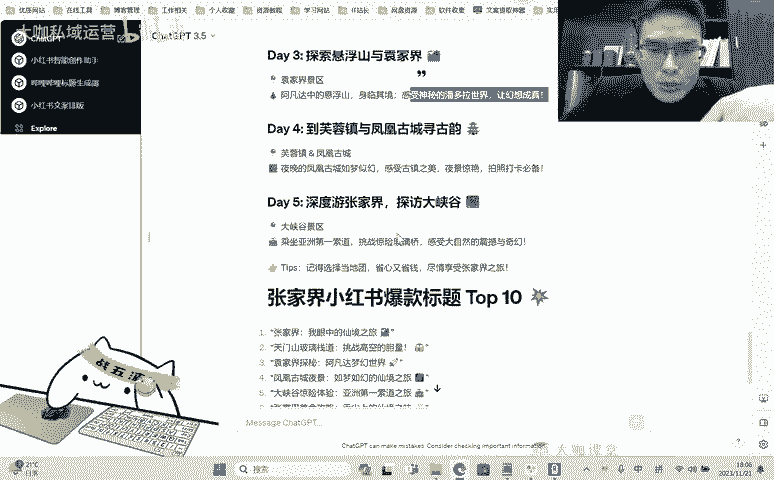 优医网站 在线工具 博客管理 工作相关 个人收藏 资源教程 学习网站 IT站长 网盘资源 软件收集 文案提取神器
大咖私域运营
ChatGPT
ChatGPT 3.5
小红书智能创作助手
哔哩哔哩标题生成器
小红书文案排版
Explore
Day 3: 探索悬浮山与袁家界
袁家界景区
阿凡达中的悬浮山，身临其境；感受神秘的潘多拉世界，让幻想成真！
Day 4: 到芙蓉镇与凤凰古城寻古韵
芙蓉镇 & 凤凰古城
夜晚的凤凰古城如梦似幻，感受古镇之美，夜景惊艳，拍照打卡必备！
Day 5: 深度游张家界，探访大峡谷
大峡谷景区
乘坐亚洲第一索道，挑战惊险玻璃桥，感受大自然的震撼与奇幻！
Tips：记得选择当地团，省心又省钱，尽情享受张家界之旅！
张家界小红书爆款标题 Top 10
1. "张家界：我眼中的仙境之旅"
2. "天门山玻璃栈道：挑战高空的胆量！"
3. "袁家界探秘：阿凡达梦幻世界"
4. "凤凰古城夜景：如梦如幻的仙境之旅"
5. "大峡谷惊险体验：亚洲第一索道之旅"
Message ChatGPT...
ChatGPT can make mistakes. Consider checking important information.
21°C
搜索
中 拼
18:06
2023/11/21